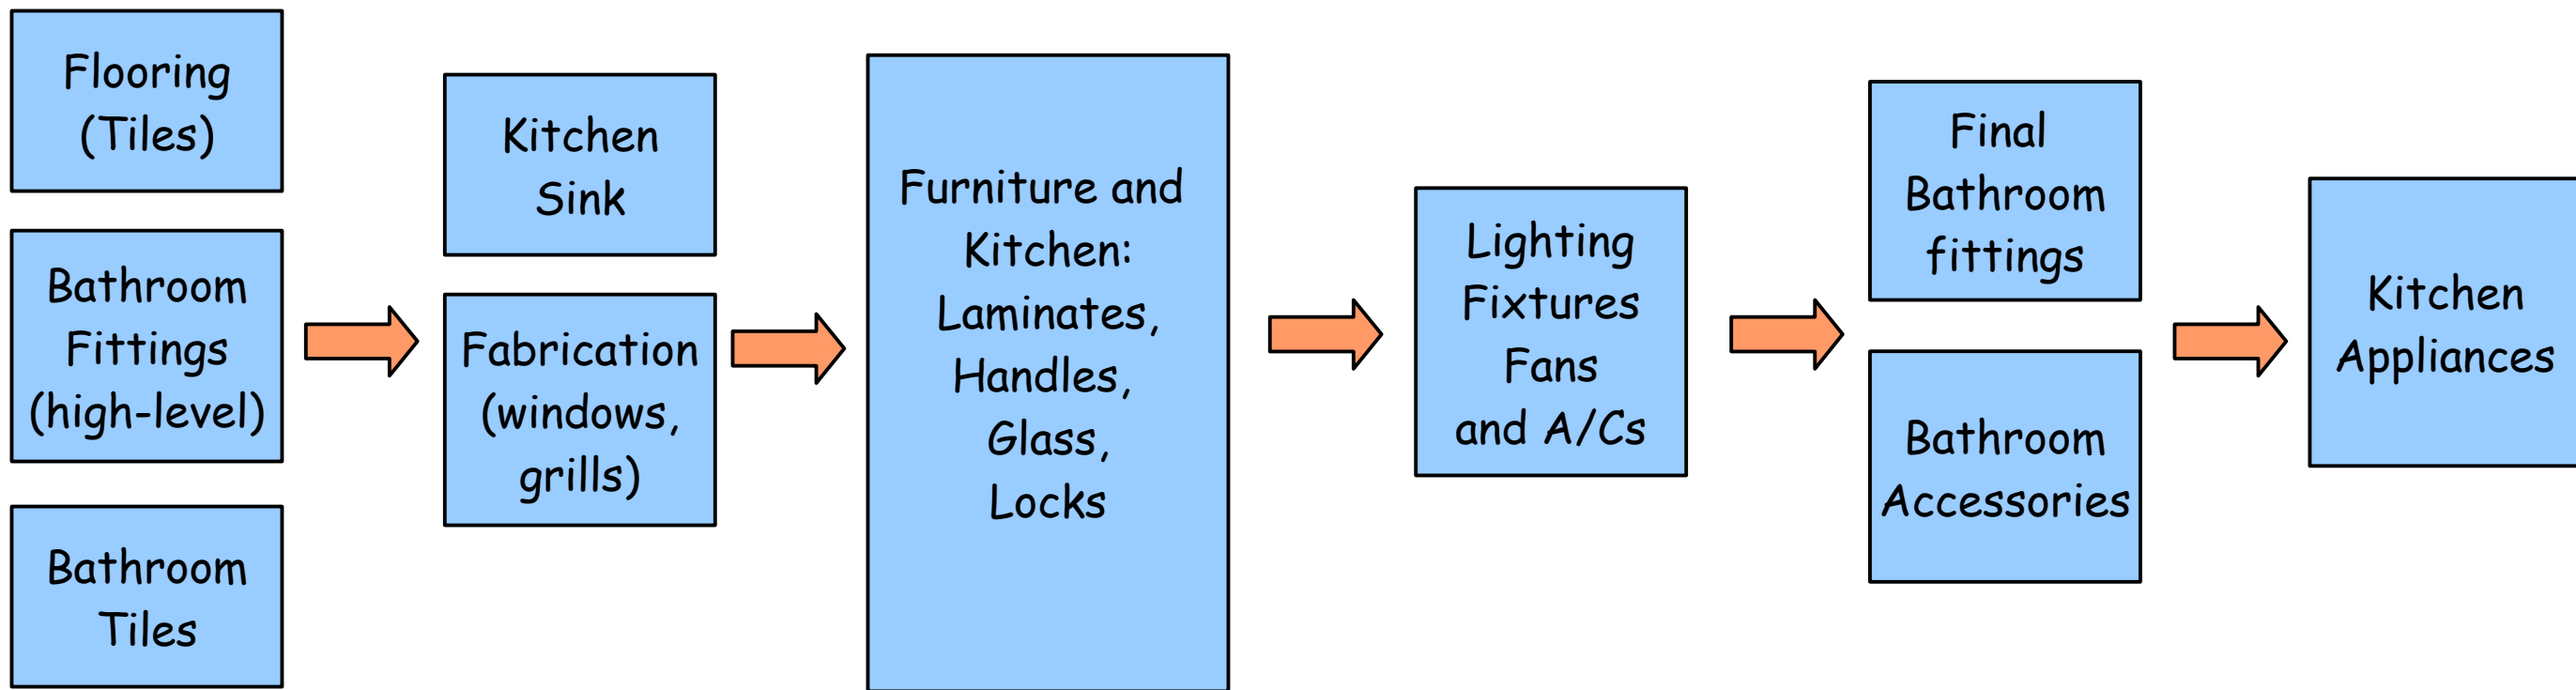 Flooring
(Tiles)
Bathroom
Fittings
(high-level)
Bathroom
Tiles
Kitchen
Sink
Fabrication
(windows,
grills)
Furniture and
Kitchen:
Laminates,
Handles,
Glass,
Locks
Lighting
Fixtures
Fans
and A/Cs
Final
Bathroom
fittings
Bathroom
Accessories
Kitchen
Appliances